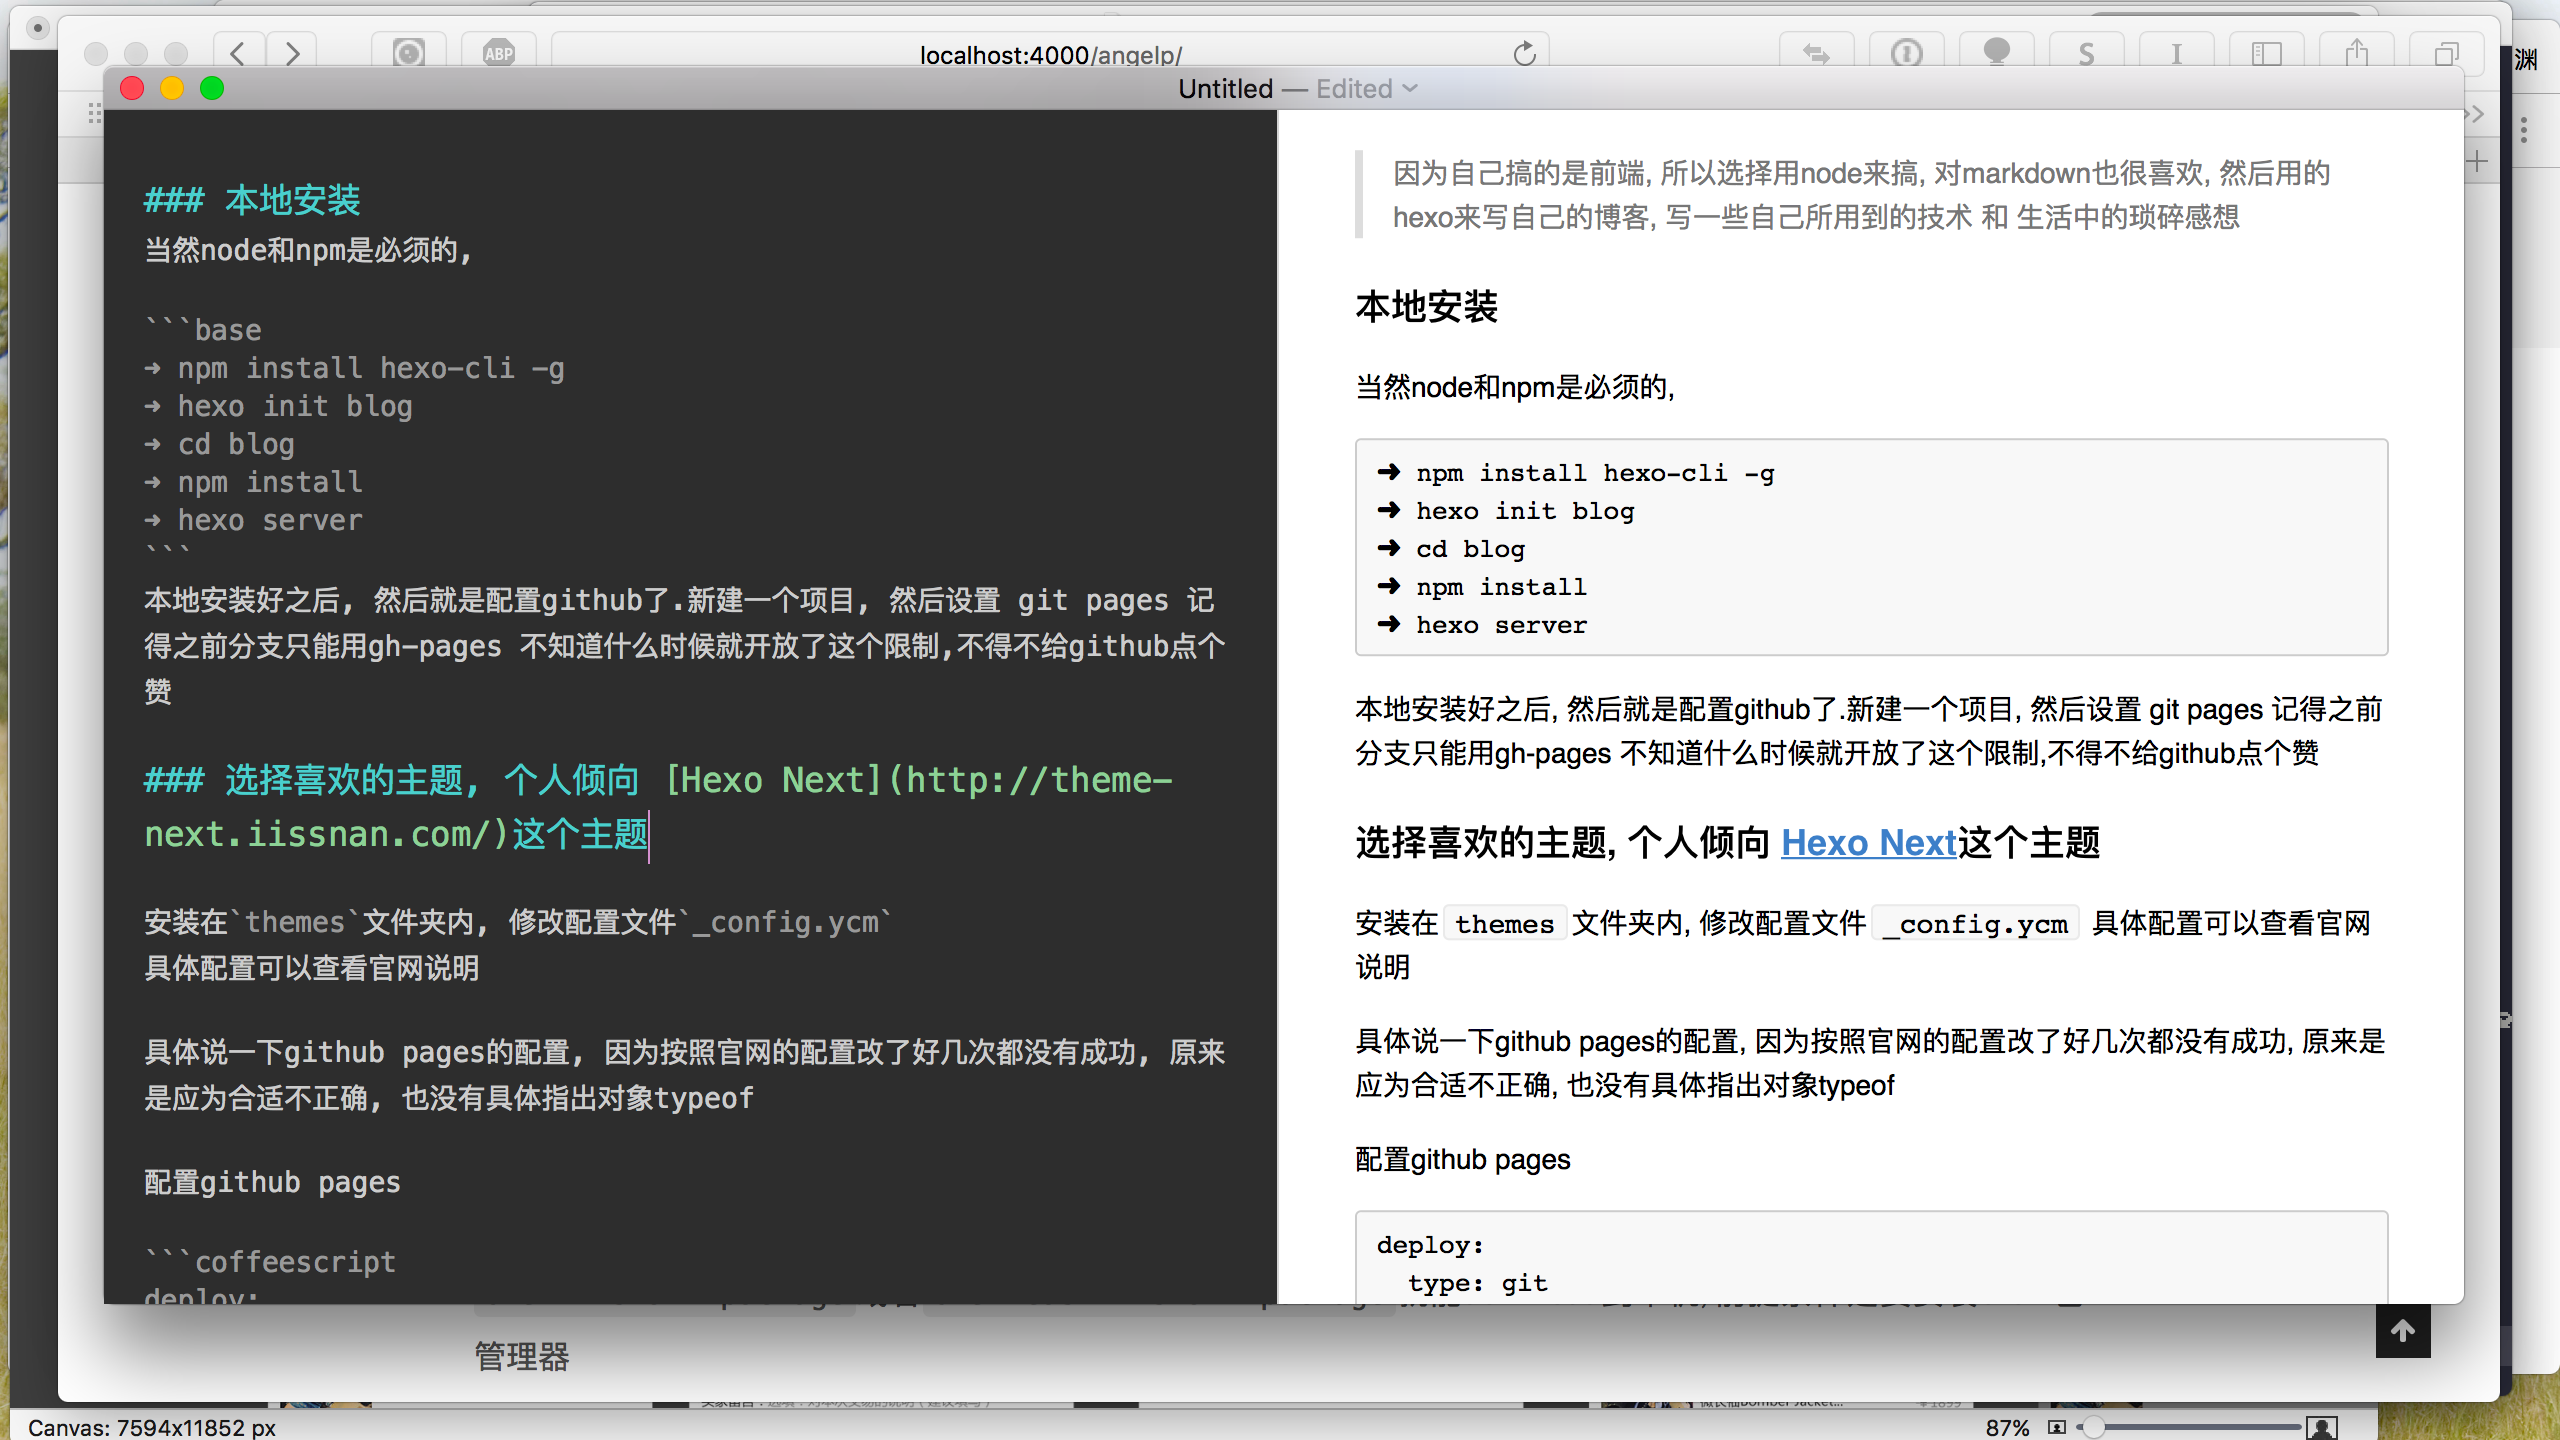 渊
ABP
localhost:4000/angelp/
S
I
Untitled — Edited
### 本地安装
当然node和npm是必须的,
```base
➜ npm install hexo-cli -g
➜ hexo init blog
➜ cd blog
➜ npm install
➜ hexo server
```
本地安装好之后, 然后就是配置github了.新建一个项目, 然后设置 git pages 记
得之前分支只能用gh-pages 不知道什么时候就开放了这个限制,不得不给github点个
赞
### 选择喜欢的主题, 个人倾向 [Hexo Next](http://theme-
next.iissnan.com/)这个主题
安装在`themes`文件夹内, 修改配置文件`_config.ycm`
具体配置可以查看官网说明
具体说一下github pages的配置, 因为按照官网的配置改了好几次都没有成功, 原来
是应为合适不正确, 也没有具体指出对象typeof
配置github pages
```coffeescript
deploy:
因为自己搞的是前端, 所以选择用node来搞, 对markdown也很喜欢, 然后用的
hexo来写自己的博客, 写一些自己所用到的技术 和 生活中的琐碎感想
本地安装
当然node和npm是必须的,
➜ npm install hexo-cli -g
➜ hexo init blog
➜ cd blog
➜ npm install
➜ hexo server
本地安装好之后, 然后就是配置github了.新建一个项目, 然后设置 git pages 记得之前
分支只能用gh-pages 不知道什么时候就开放了这个限制,不得不给github点个赞
选择喜欢的主题, 个人倾向 Hexo Next这个主题
安装在 themes 文件夹内, 修改配置文件 _config.ycm 具体配置可以查看官网
说明
具体说一下github pages的配置, 因为按照官网的配置改了好几次都没有成功, 原来是
应为合适不正确, 也没有具体指出对象typeof
配置github pages
deploy:
type: git
管理器
Canvas: 7594x11852 px
87%